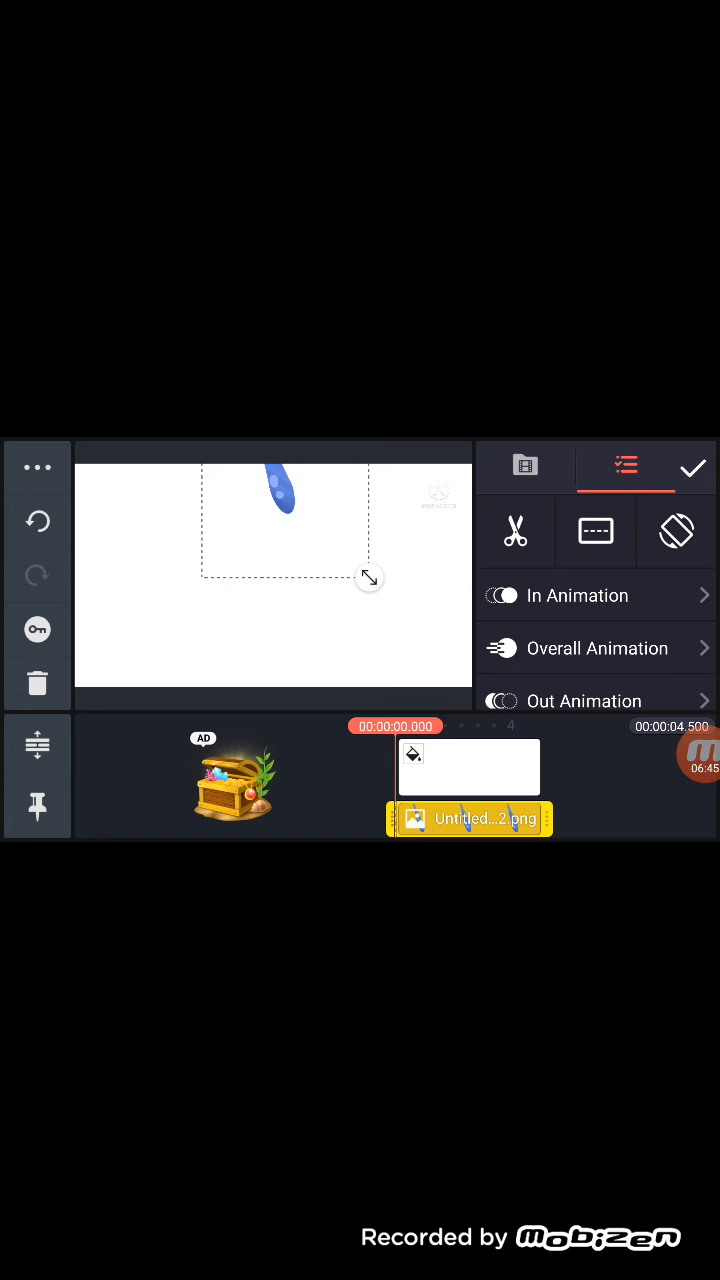 In Animation
Overall Animation
Out Animation
00:00:00.000
4
00:00:04.500
AD
06:45
Untitled...2.png
Recorded by mobizen